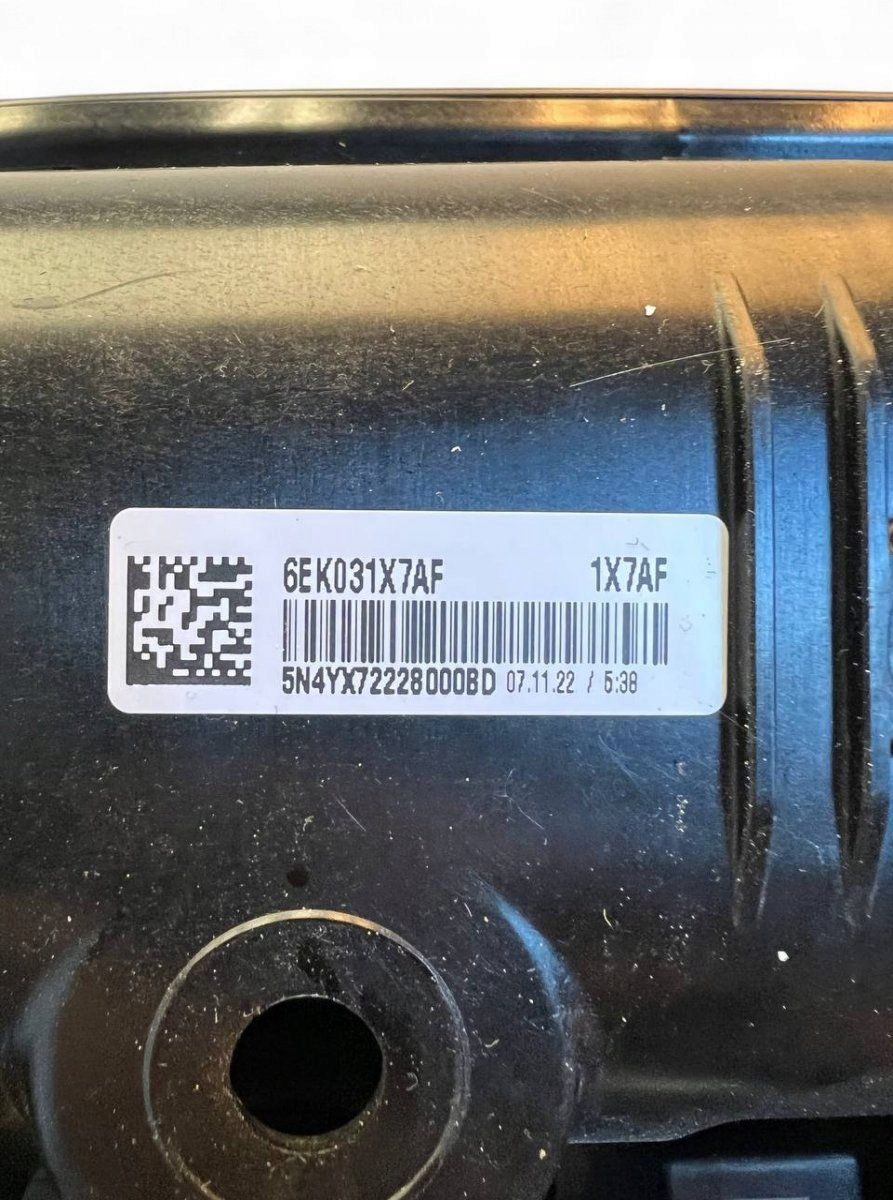 6EK031X7AF 1X7AF
5N4YX72228000BD 07.11.22 / 5:38